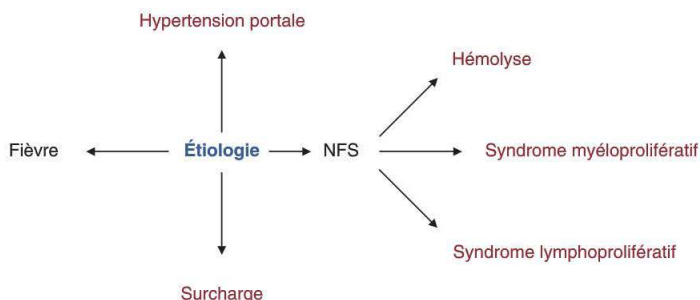 Hypertension portale
Hémolyse
Fièvre
Étiologie
NFS
Syndrome myéloprolifératif
Syndrome lymphoprolifératif
Surcharge